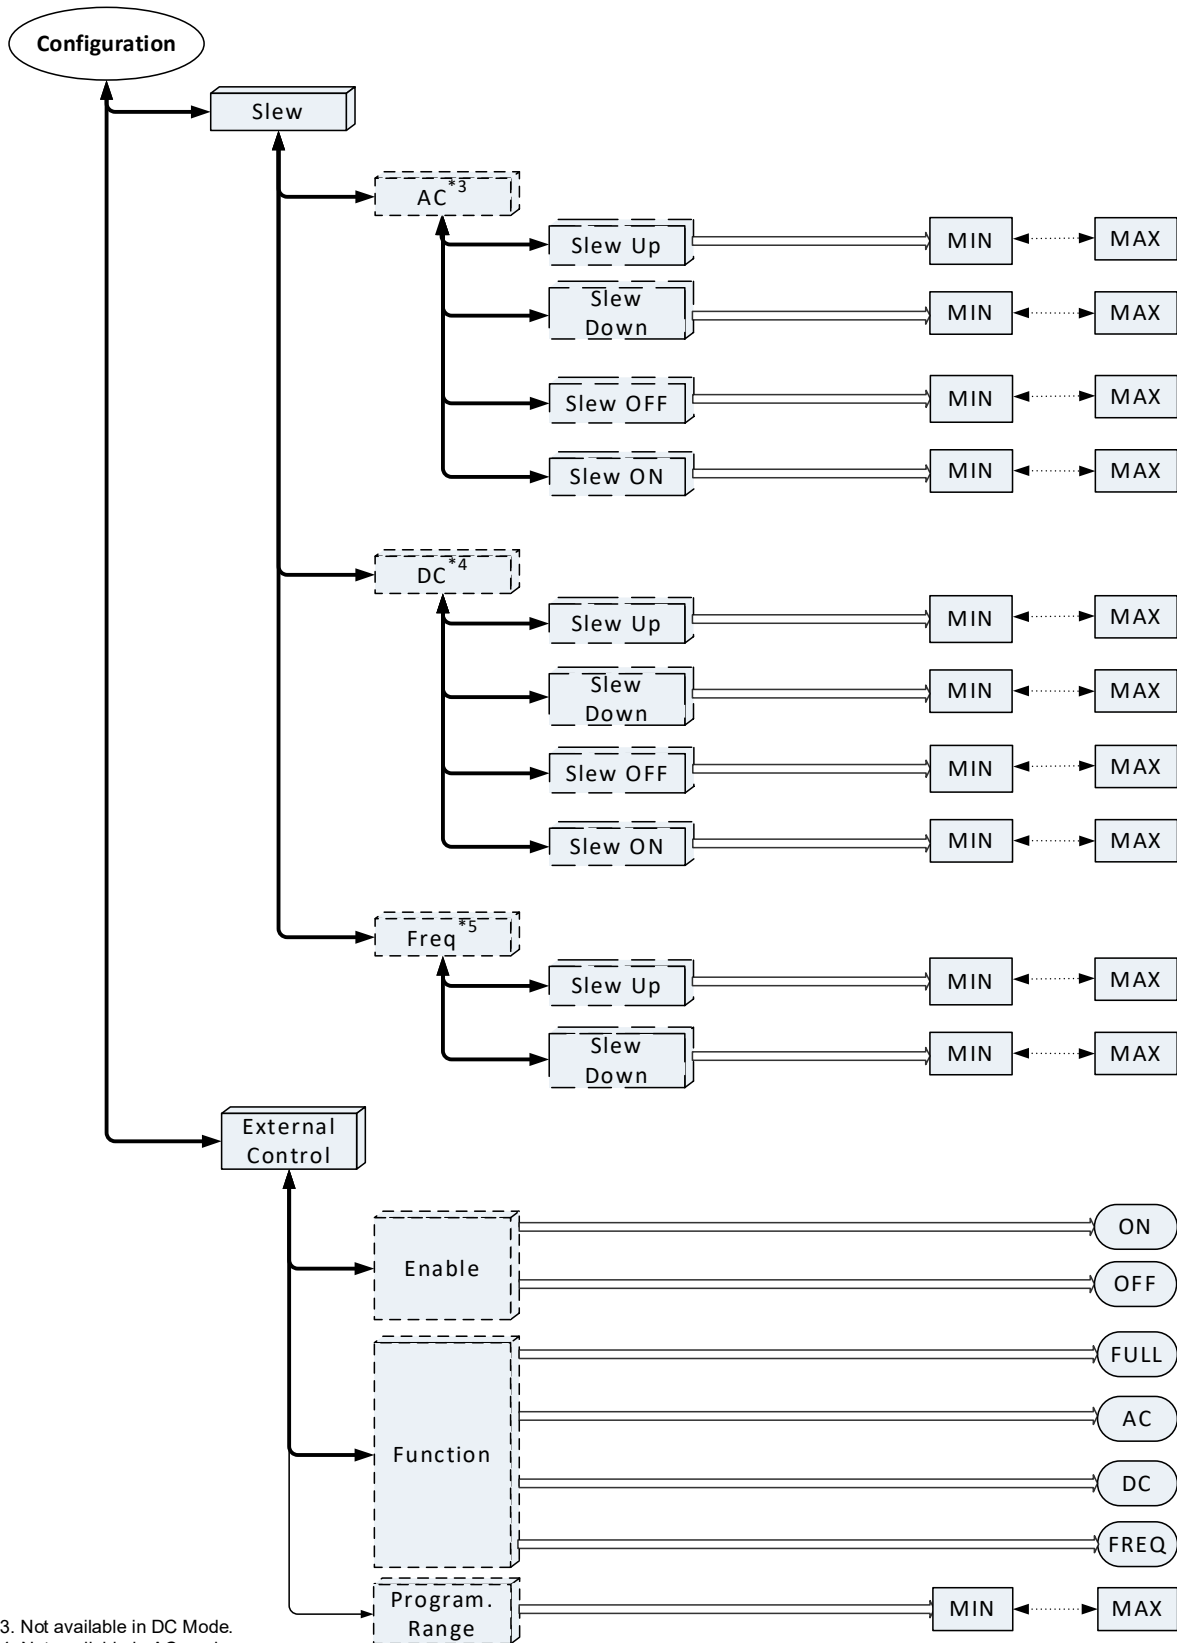 Configuration
Slew
AC*3
Slew Up
MIN
MAX
Slew
Down
MIN
MAX
Slew OFF
MIN
MAX
Slew ON
MIN
MAX
DC*4
Slew Up
MIN
MAX
Slew
Down
MIN
MAX
Slew OFF
MIN
MAX
Slew ON
MIN
MAX
Freq*5
Slew Up
MIN
MAX
Slew
Down
MIN
MAX
External
Control
Enable
ON
OFF
Function
FULL
AC
DC
FREQ
Program.
Range
MIN
MAX
3. Not available in DC Mode.